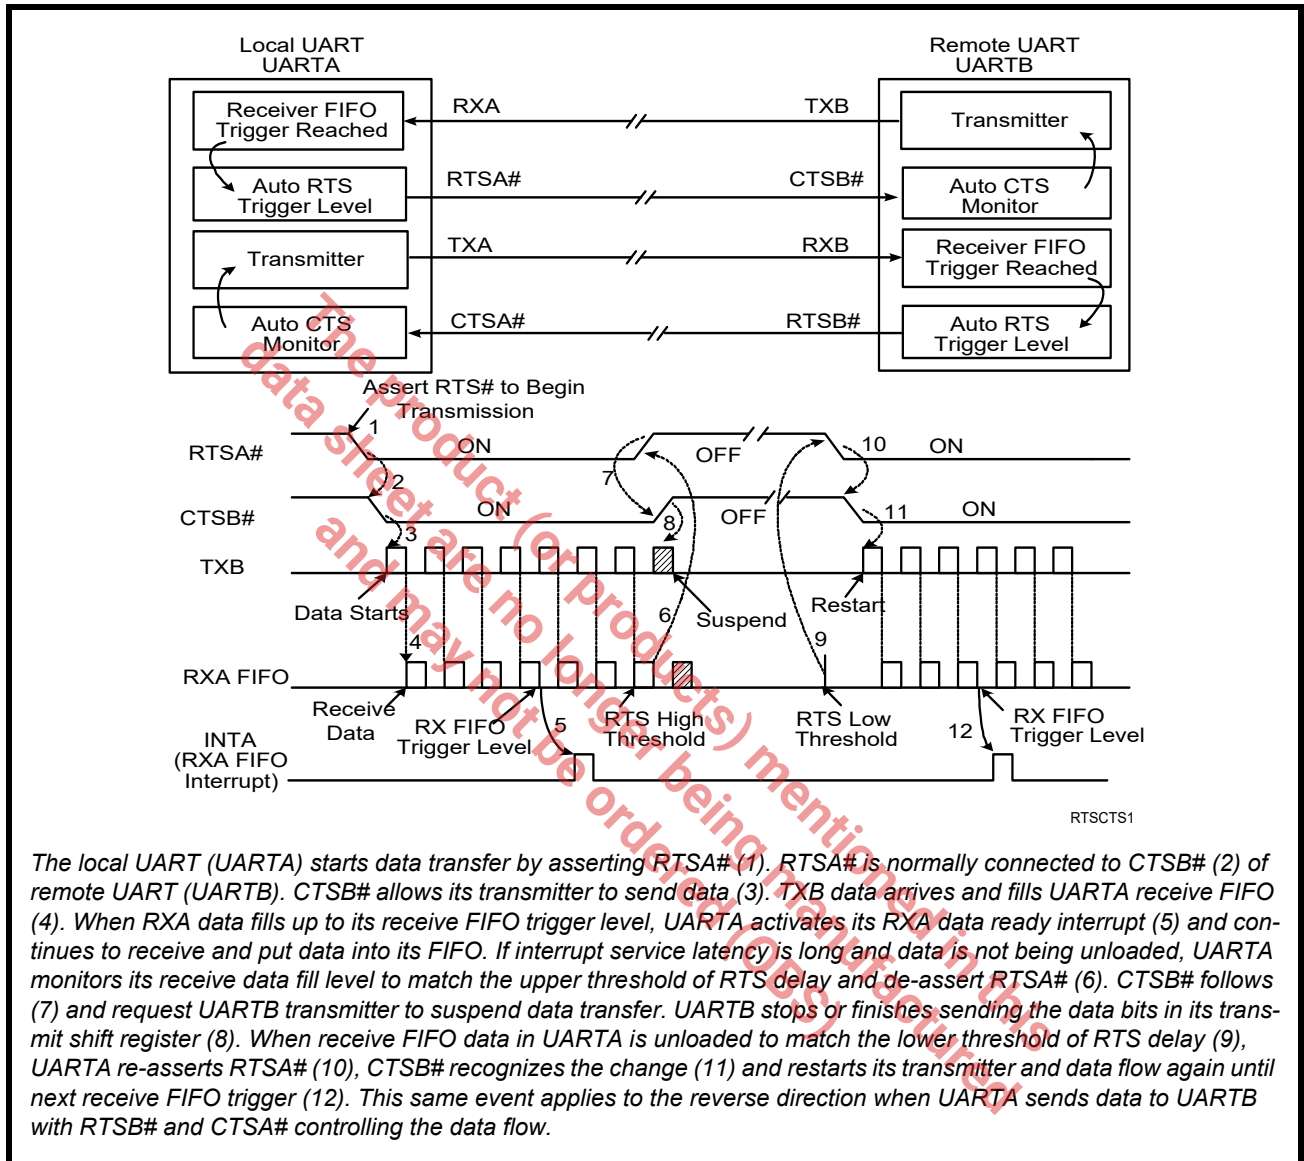 Local UART
UARTA
Remote UART
UARTB
Receiver FIFO
Trigger Reached
RXA
TXB
Transmitter
Auto RTS
Trigger Level
RTSA#
CTSB#
Auto CTS
Monitor
Transmitter
TXA
RXB
Receiver FIFO
Trigger Reached
Auto CTS
Monitor
CTSA#
RTSB#
Auto RTS
Trigger Level
Assert RTS# to Begin
Transmission
RTSA#
1
ON
7
OFF
10
ON
2
CTSB#
ON
8
OFF
11
ON
3
TXB
Data Starts
6
Suspend
Restart
4
9
RXA FIFO
Receive
Data
RX FIFO
Trigger Level
5
RTS High
Threshold
RTS Low
Threshold
12
RX FIFO
Trigger Level
INTA
(RXA FIFO
Interrupt)
RTSCTS1
The local UART (UARTA) starts data transfer by asserting RTSA# (1). RTSA# is normally connected to CTSB# (2) of
remote UART (UARTB). CTSB# allows its transmitter to send data (3). TXB data arrives and fills UARTA receive FIFO
(4). When RXA data fills up to its receive FIFO trigger level, UARTA activates its RXA data ready interrupt (5) and con-
tinues to receive and put data into its FIFO. If interrupt service latency is long and data is not being unloaded, UARTA
monitors its receive data fill level to match the upper threshold of RTS delay and de-assert RTSA# (6). CTSB# follows
(7) and request UARTB transmitter to suspend data transfer. UARTB stops or finishes sending the data bits in its trans-
mit shift register (8). When receive FIFO data in UARTA is unloaded to match the lower threshold of RTS delay (9),
UARTA re-asserts RTSA# (10), CTSB# recognizes the change (11) and restarts its transmitter and data flow again until
next receive FIFO trigger (12). This same event applies to the reverse direction when UARTA sends data to UARTB
with RTSB# and CTSA# controlling the data flow.
The product (or products) mentioned in this
data sheet are no longer being manufactured
and may not be ordered (OBS)